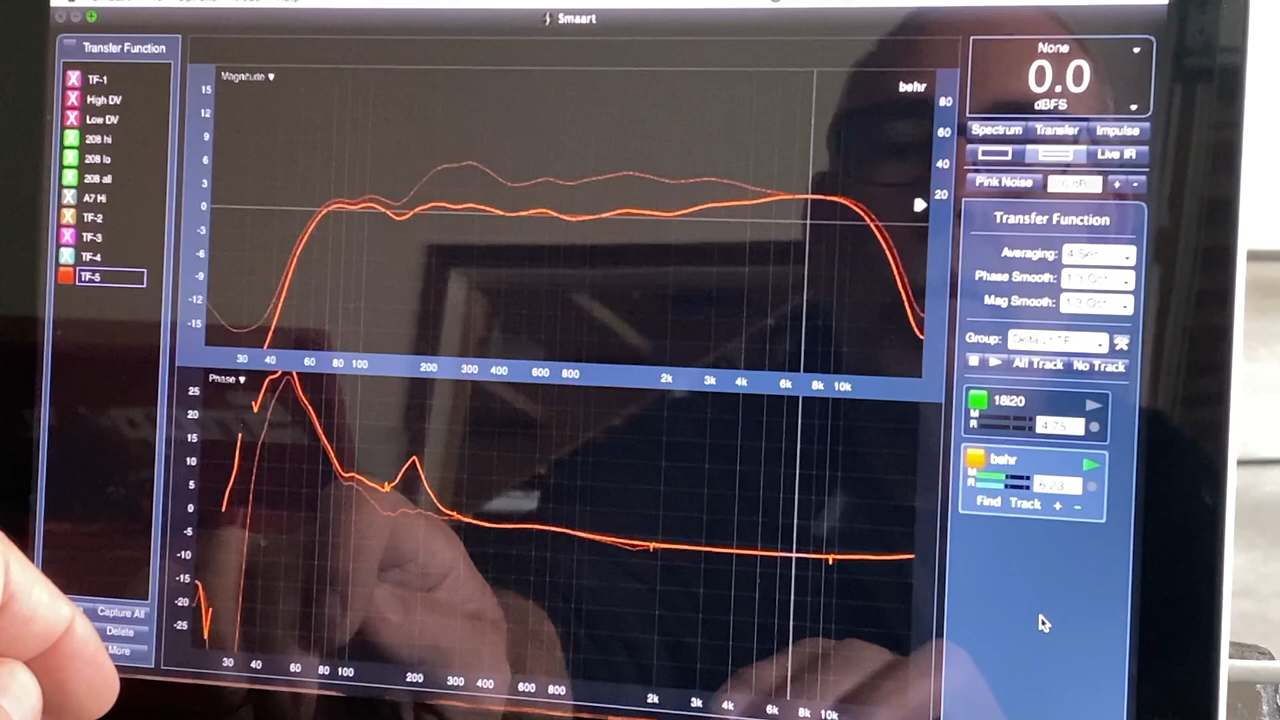 Smaart
Transfer Function
TF-1
High DV
Low DV
208 hi
208 lo
208 all
A7 Hi
TF-2
TF-3
TF-4
TF-5
Capture All
Delete
More
Magnitude ▼
behr
15
12
9
6
3
0
-3
-6
-9
-12
-15
80
60
40
20
30 40 60 80 100 200 300 400 600 800 2k 3k 4k 6k 8k 10k
Phase ▼
25
20
15
10
5
0
-5
-10
-15
-20
-25
30 40 60 80 100 200 300 400 600 800 2k 3k 4k 6k 8k 10k
None
0.0
dBFS
Spectrum Transfer Impulse
Live IR
Pink Noise + -
Transfer Function
Averaging:
Phase Smooth:
Mag Smooth:
Group:
All Track No Track
18i20
M
R 4.75
behr
M
R 6.23
Find Track + -